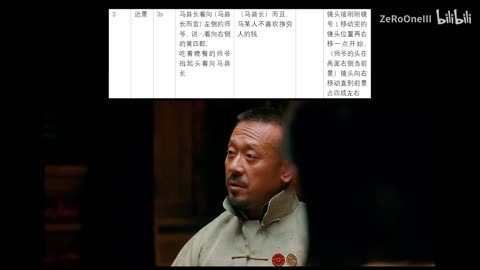 ZeRoOneIII bilibili
3 近景 3s 马县长看向(马县长而言)左侧的师爷,说…看向右侧的黄四郎; (马县长)而且,马某人不喜欢挣穷人的钱 镜头接刚刚镜
号1移动完的
镜头位置再右
移一点开始,
(师爷的头在
画面右侧当前
景)镜头向右
移动直到前景
占四成左右
吃着晚餐的师爷
抬起头看向马县
长